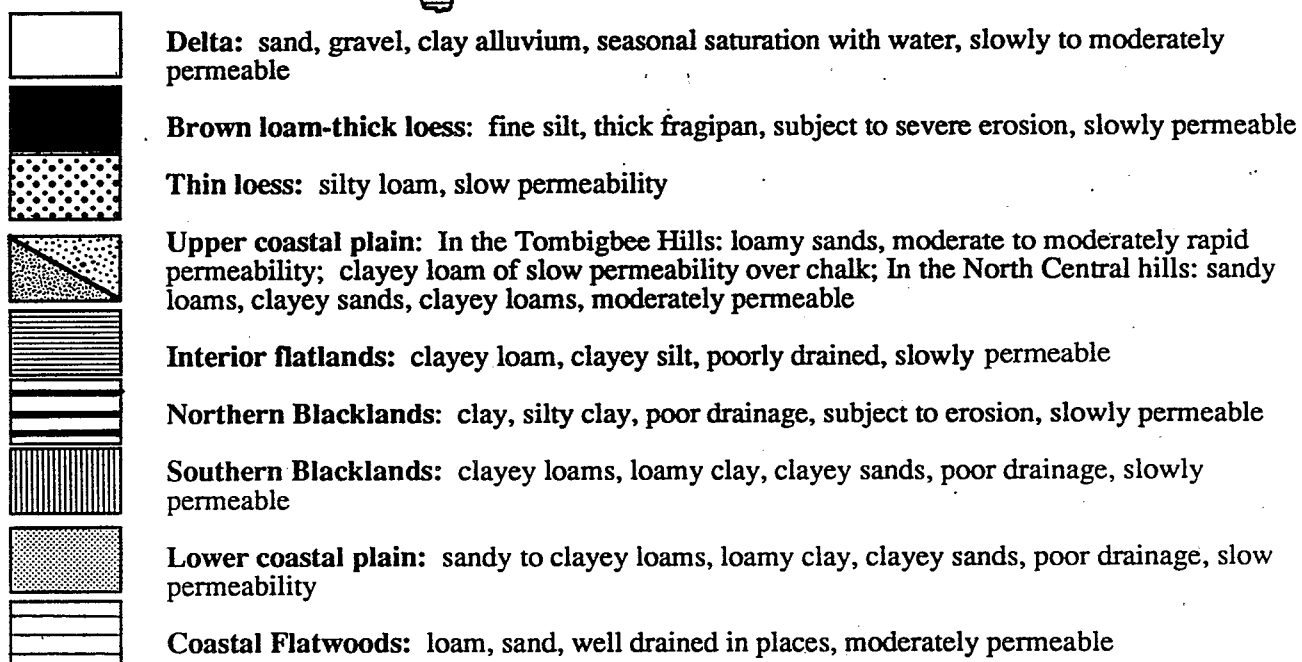 Delta: sand, gravel, clay alluvium, seasonal saturation with water, slowly to moderately
permeable
Brown loam-thick loess: fine silt, thick fragipan, subject to severe erosion, slowly permeable
Thin loess: silty loam, slow permeability
Upper coastal plain: In the Tombigbee Hills: loamy sands, moderate to moderately rapid
permeability; clayey loam of slow permeability over chalk; In the North Central hills: sandy
loams, clayey sands, clayey loams, moderately permeable
Interior flatlands: clayey loam, clayey silt, poorly drained, slowly permeable
Northern Blacklands: clay, silty clay, poor drainage, subject to erosion, slowly permeable
Southern Blacklands: clayey loams, loamy clay, clayey sands, poor drainage, slowly
permeable
Lower coastal plain: sandy to clayey loams, loamy clay, clayey sands, poor drainage, slow
permeability
Coastal Flatwoods: loam, sand, well drained in places, moderately permeable